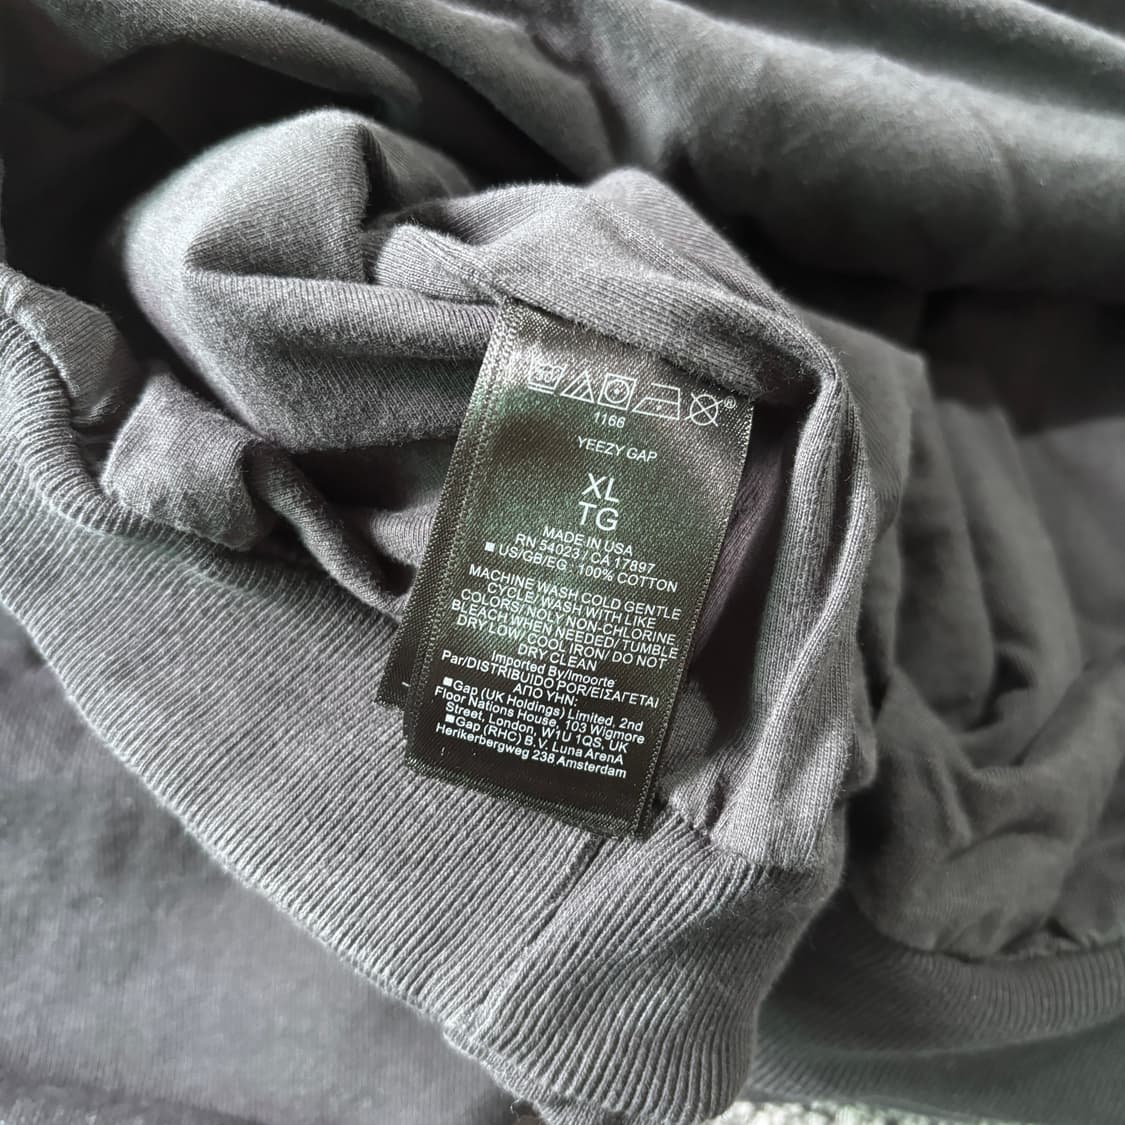 1166
YEEZY GAP
XL
TG
MADE IN USA
RN 54023 / CA 17897
■ US/GB/EG : 100% COTTON
MACHINE WASH COLD GENTLE
CYCLE/ WASH WITH LIKE
COLORS/ NOLY NON-CHLORINE
BLEACH WHEN NEEDED/ TUMBLE
DRY LOW/ COOL IRON/ DO NOT
DRY CLEAN
Imported By/Imoorte
Par/DISTRIBUIDO POR/ΕΙΣΑΓΕΤΑΙ
ΑΠΟ ΥΗΝ:
■Gap (UK Holdings) Limited, 2nd
Floor Nations House, 103 Wigmore
Street, London, W1U 1QS, UK
■Gap (RHC) B.V, Luna ArenA
Herikerbergweg 238 Amsterdam